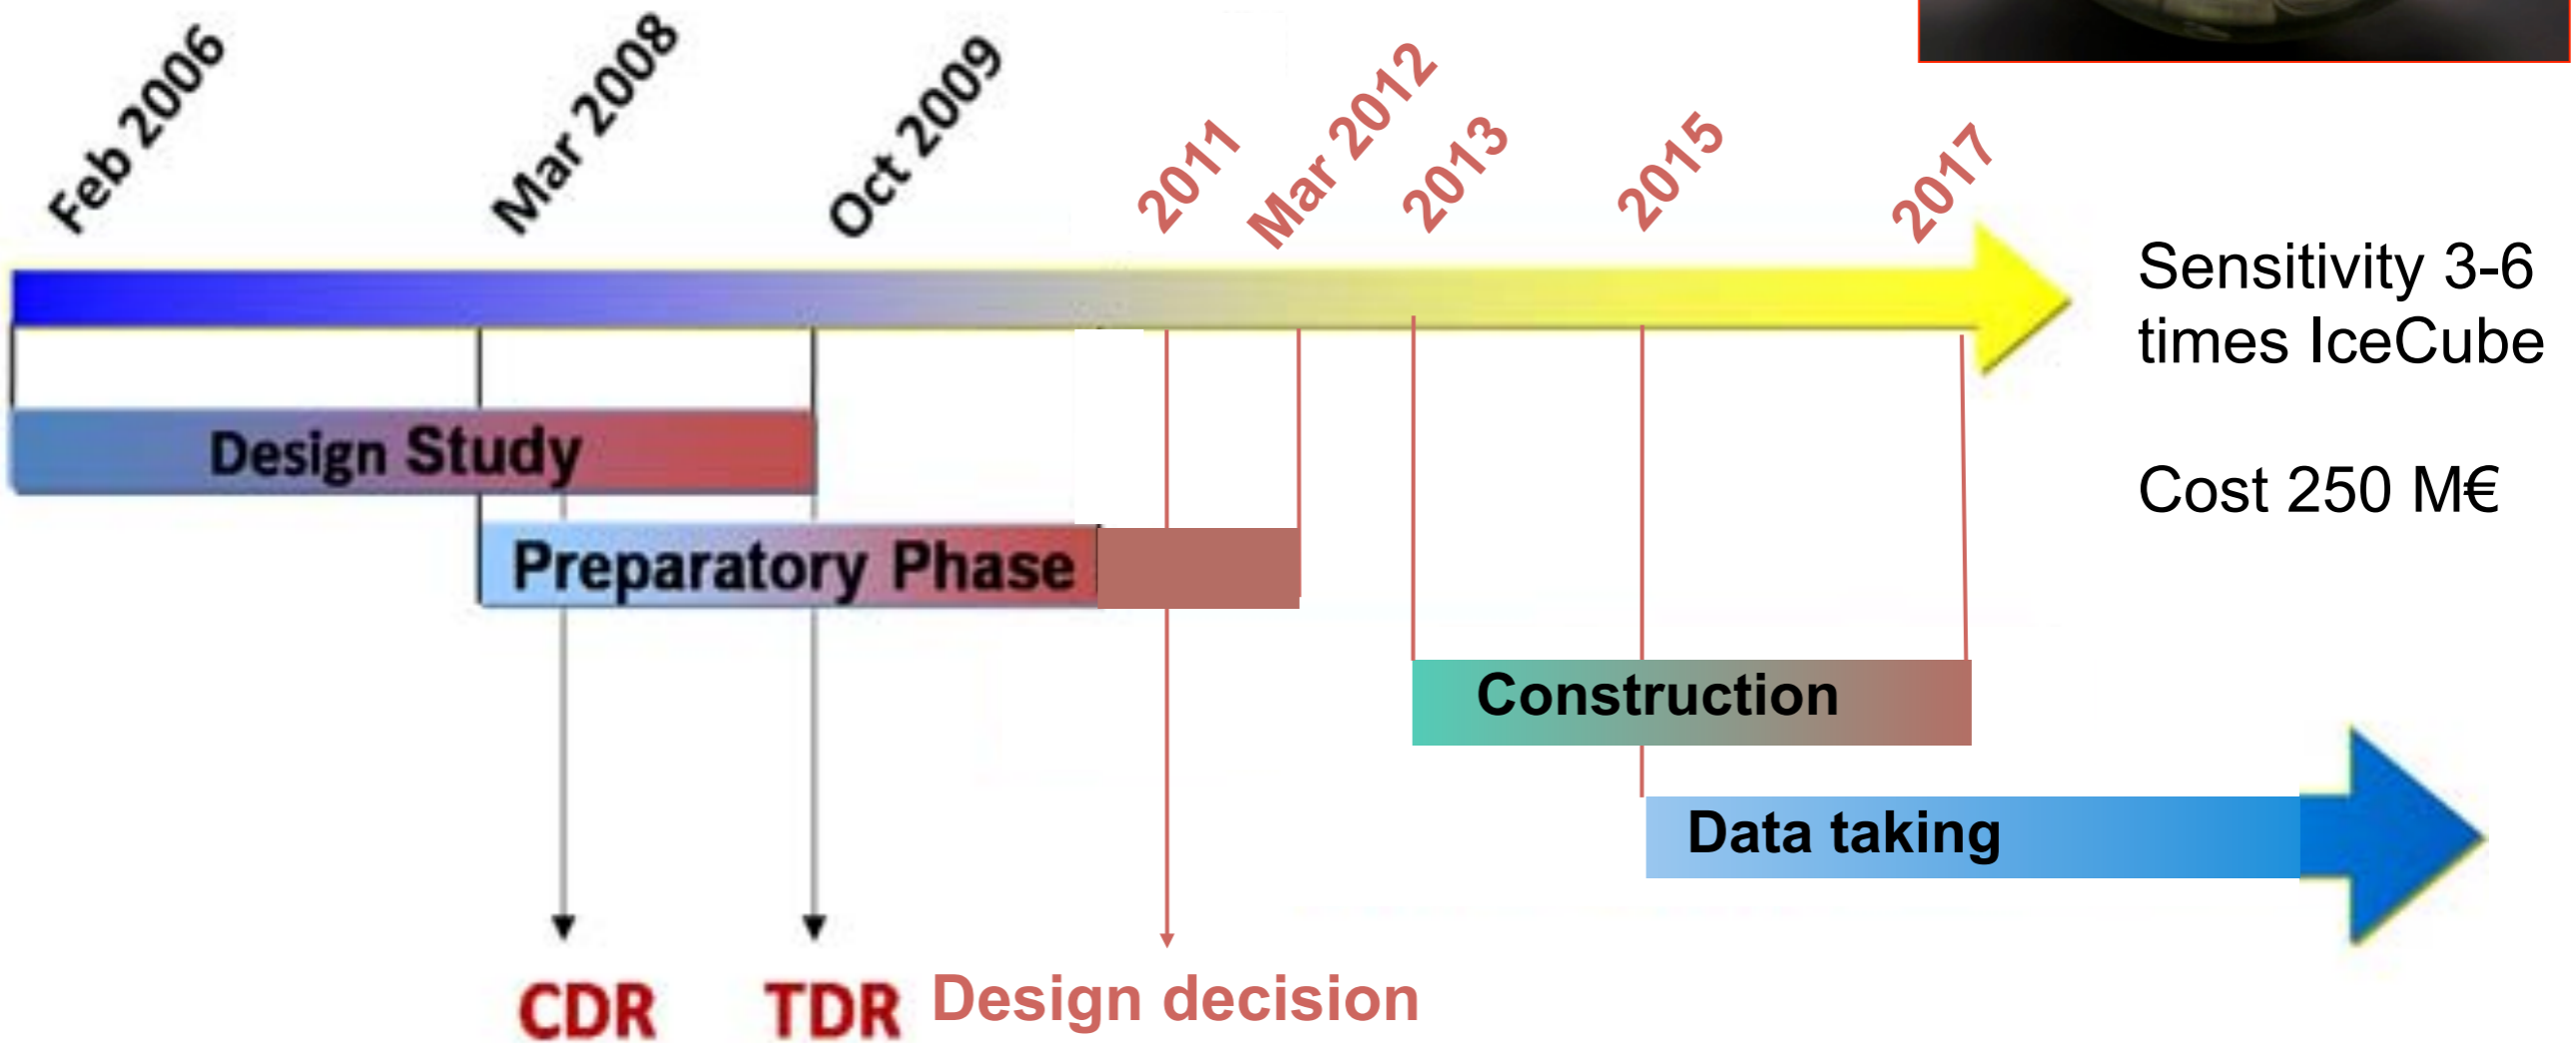 Feb 2006
Mar 2008
Oct 2009
2011
Mar 2012
2013
2015
2017
Sensitivity 3-6
times IceCube
Cost 250 M€
Design Study
Preparatory Phase
Construction
Data taking
CDR
TDR
Design decision